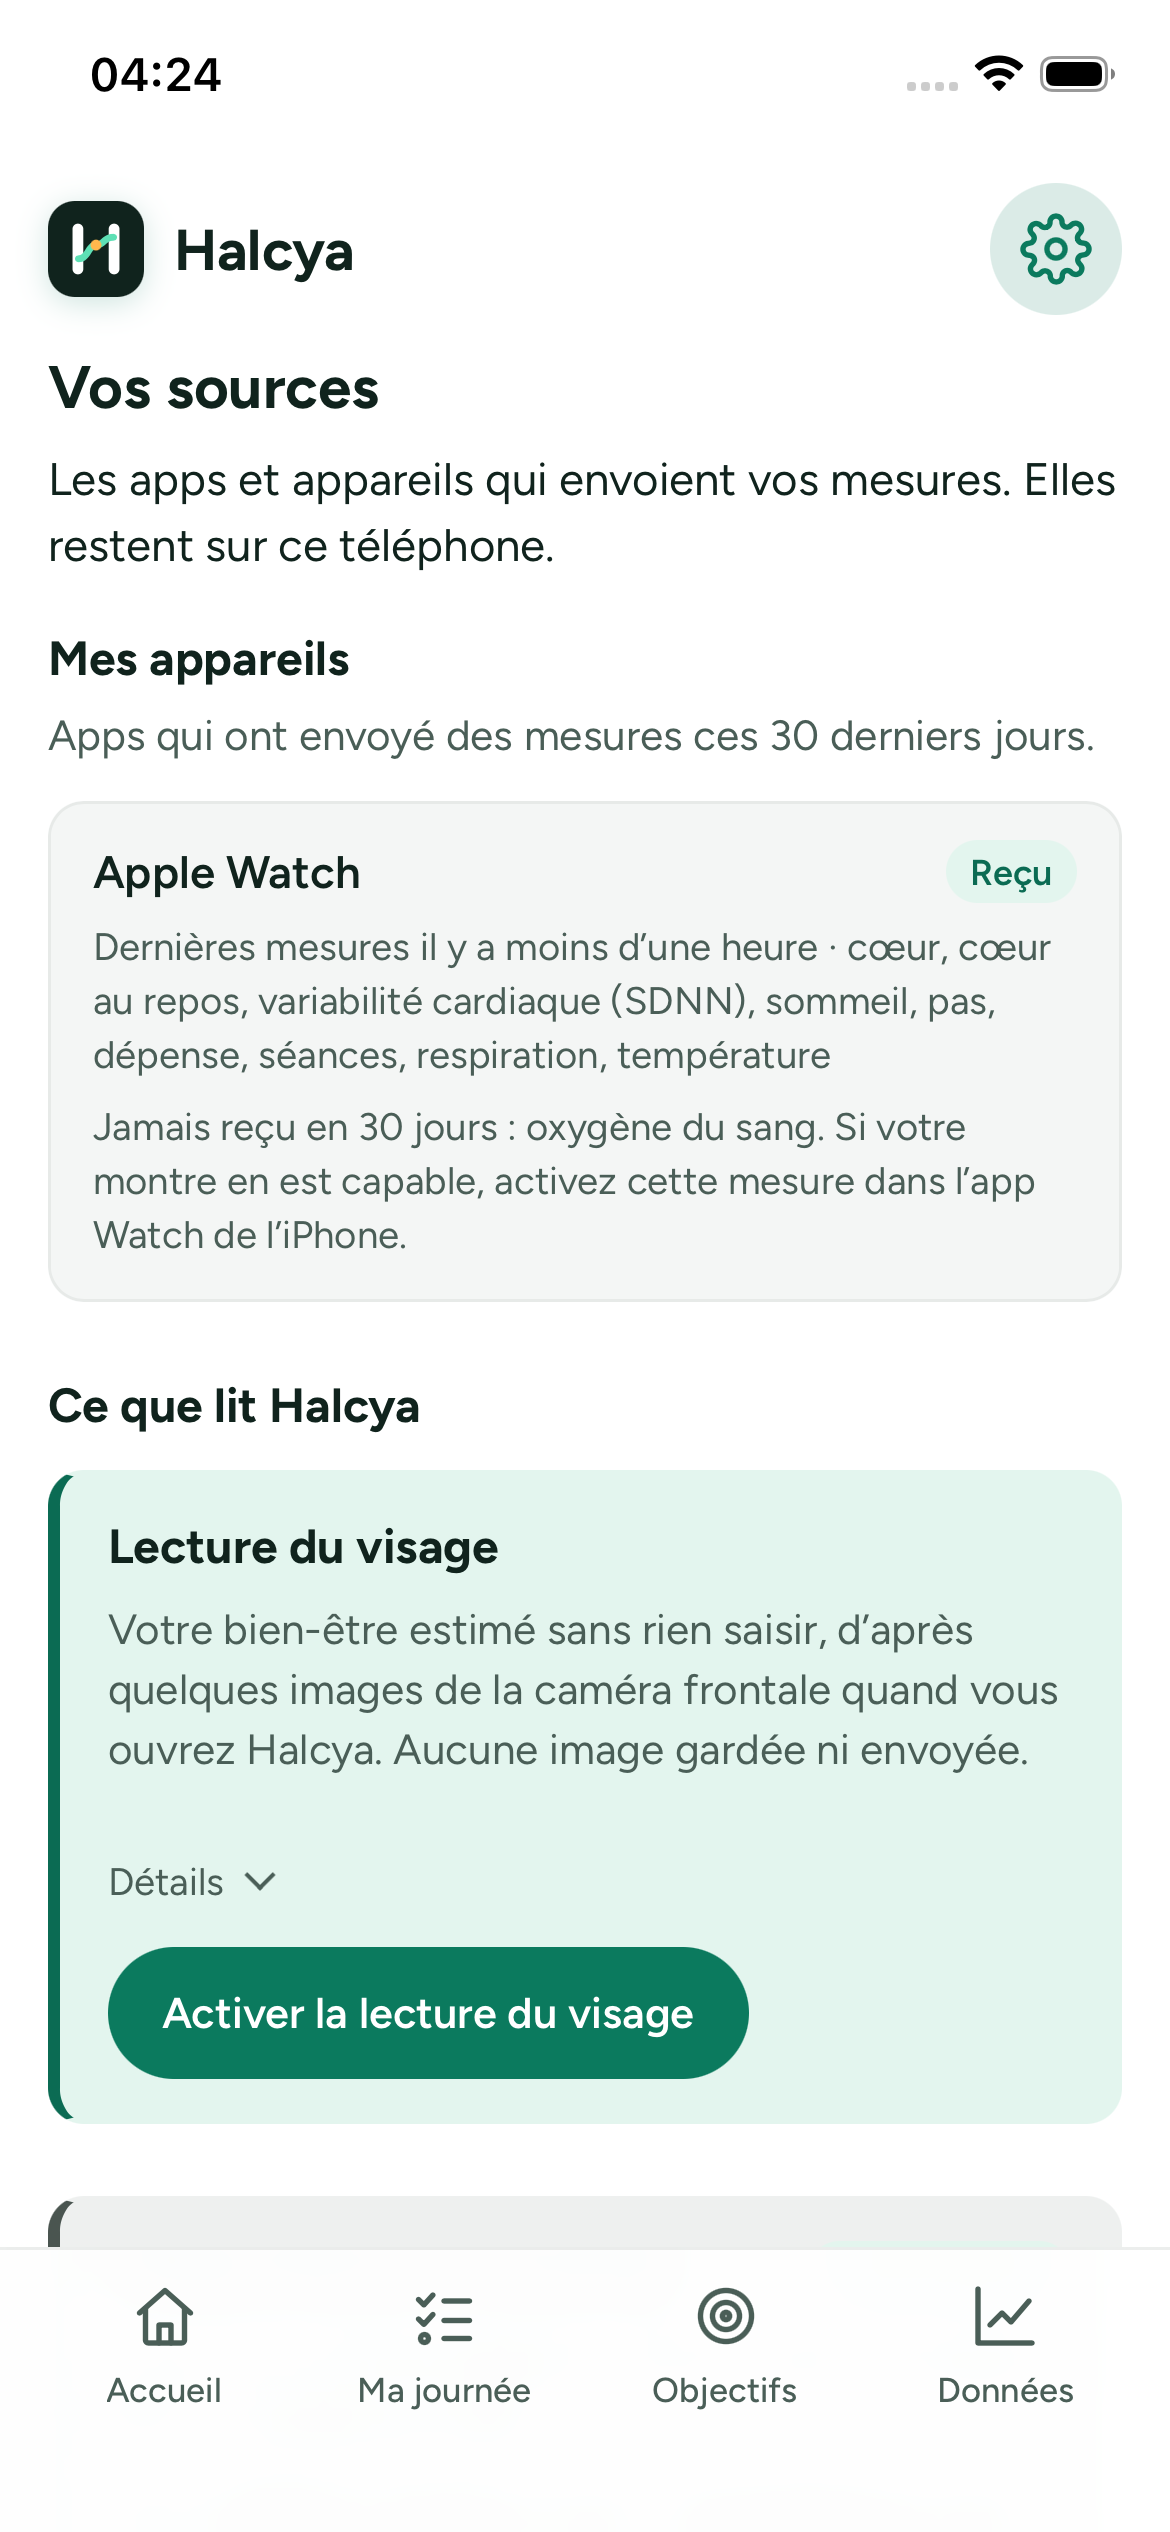 04:24
Halcya
Vos sources
Les apps et appareils qui envoient vos mesures. Elles
restent sur ce téléphone.
Mes appareils
Apps qui ont envoyé des mesures ces 30 derniers jours.
Apple Watch
Reçu
Dernières mesures il y a moins d’une heure · cœur, cœur
au repos, variabilité cardiaque (SDNN), sommeil, pas,
dépense, séances, respiration, température
Jamais reçu en 30 jours : oxygène du sang. Si votre
montre en est capable, activez cette mesure dans l’app
Watch de l’iPhone.
Ce que lit Halcya
Lecture du visage
Votre bien-être estimé sans rien saisir, d’après
quelques images de la caméra frontale quand vous
ouvrez Halcya. Aucune image gardée ni envoyée.
Détails
Activer la lecture du visage
Accueil
Ma journée
Objectifs
Données